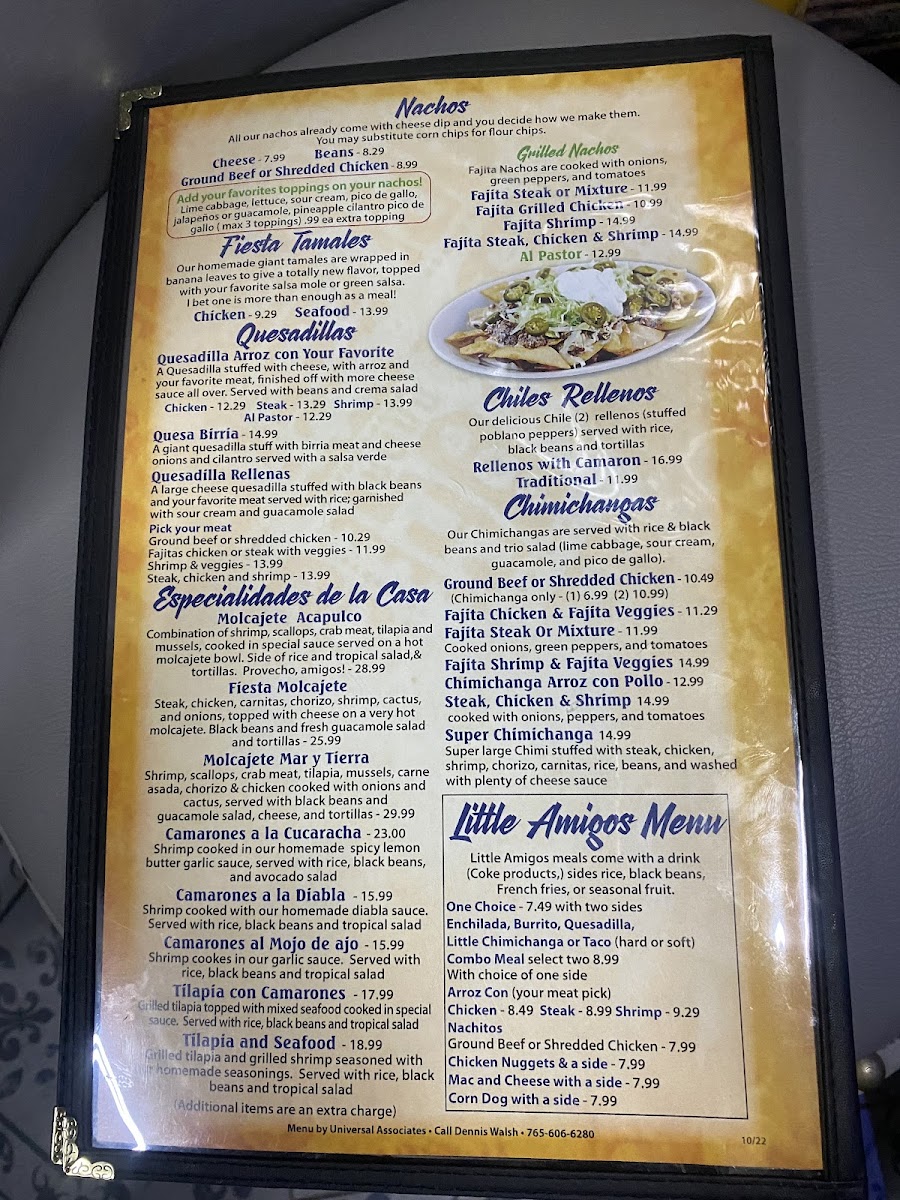 Nachos
All our nachos already come with cheese dip and you decide how we make them.
You may substitute corn chips for flour chips.
Cheese - 7.99 Beans - 8.29
Ground Beef or Shredded Chicken - 8.99
Add your favorites toppings on your nachos!
Lime cabbage, lettuce, sour cream, pico de gallo,
jalapeños or guacamole, pineapple cilantro pico de
gallo ( max 3 toppings) .99 ea extra topping
Fiesta Tamales
Our homemade giant tamales are wrapped in
banana leaves to give a totally new flavor, topped
with your favorite salsa mole or green salsa.
I bet one is more than enough as a meal!
Chicken - 9.29 Seafood - 13.99
Quesadillas
Quesadilla Arroz con Your Favorite
A Quesadilla stuffed with cheese, with arroz and
your favorite meat, finished off with more cheese
sauce all over. Served with beans and crema salad
Chicken - 12.29 Steak - 13.29 Shrimp - 13.99
Al Pastor - 12.29
Quesa Birria - 14.99
A giant quesadilla stuff with birria meat and cheese
onions and cilantro served with a salsa verde
Quesadilla Rellenas
A large cheese quesadilla stuffed with black beans
and your favorite meat served with rice; garnished
with sour cream and guacamole salad
Pick your meat
Ground beef or shredded chicken - 10.29
Fajitas chicken or steak with veggies - 11.99
Shrimp & veggies - 13.99
Steak, chicken and shrimp - 13.99
Especialidades de la Casa
Molcajete Acapulco
Combination of shrimp, scallops, crab meat, tilapia and
mussels, cooked in special sauce served on a hot
molcajete bowl. Side of rice and tropical salad,&
tortillas. Provecho, amigos! - 28.99
Fiesta Molcajete
Steak, chicken, carnitas, chorizo, shrimp, cactus,
and onions, topped with cheese on a very hot
molcajete. Black beans and fresh guacamole salad
and tortillas - 25.99
Molcajete Mar y Tierra
Shrimp, scallops, crab meat, tilapia, mussels, carne
asada, chorizo & chicken cooked with onions and
cactus, served with black beans and
guacamole salad, cheese, and tortillas - 29.99
Camarones a la Cucaracha - 23.00
Shrimp cooked in our homemade spicy lemon
butter garlic sauce, served with rice, black beans,
and avocado salad
Camarones a la Diabla - 15.99
Shrimp cooked with our homemade diabla sauce.
Served with rice, black beans and tropical salad
Camarones al Mojo de ajo - 15.99
Shrimp cookes in our garlic sauce. Served with
rice, black beans and tropical salad
Tilapia con Camarones - 17.99
Grilled tilapia topped with mixed seafood cooked in special
sauce. Served with rice, black beans and tropical salad
Tilapia and Seafood - 18.99
Grilled tilapia and grilled shrimp seasoned with
homemade seasonings. Served with rice, black
beans and tropical salad
(Additional items are an extra charge)
Grilled Nachos
Fajita Nachos are cooked with onions,
green peppers, and tomatoes
Fajita Steak or Mixture - 11.99
Fajita Grilled Chicken - 10.99
Fajita Shrimp - 14.99
Fajita Steak, Chicken & Shrimp - 14.99
Al Pastor - 12.99
Chiles Rellenos
Our delicious Chile (2) rellenos (stuffed
poblano peppers) served with rice,
black beans and tortillas
Rellenos with Camaron - 16.99
Traditional - 11.99
Chimichangas
Our Chimichangas are served with rice & black
beans and trio salad (lime cabbage, sour cream,
guacamole, and pico de gallo).
Ground Beef or Shredded Chicken - 10.49
(Chimichanga only - (1) 6.99 (2) 10.99)
Fajita Chicken & Fajita Veggies - 11.29
Fajita Steak Or Mixture - 11.99
Cooked onions, green peppers, and tomatoes
Fajita Shrimp & Fajita Veggies 14.99
Chimichanga Arroz con Pollo - 12.99
Steak, Chicken & Shrimp 14.99
cooked with onions, peppers, and tomatoes
Super Chimichanga 14.99
Super large Chimi stuffed with steak, chicken,
shrimp, chorizo, carnitas, rice, beans, and washed
with plenty of cheese sauce
Little Amigos Menu
Little Amigos meals come with a drink
(Coke products,) sides rice, black beans,
French fries, or seasonal fruit.
One Choice - 7.49 with two sides
Enchilada, Burrito, Quesadilla,
Little Chimichanga or Taco (hard or soft)
Combo Meal select two 8.99
With choice of one side
Arroz Con (your meat pick)
Chicken - 8.49 Steak - 8.99 Shrimp - 9.29
Nachitos
Ground Beef or Shredded Chicken - 7.99
Chicken Nuggets & a side - 7.99
Mac and Cheese with a side - 7.99
Corn Dog with a side - 7.99
Menu by Universal Associates • Call Dennis Walsh • 765-606-6280
10/22